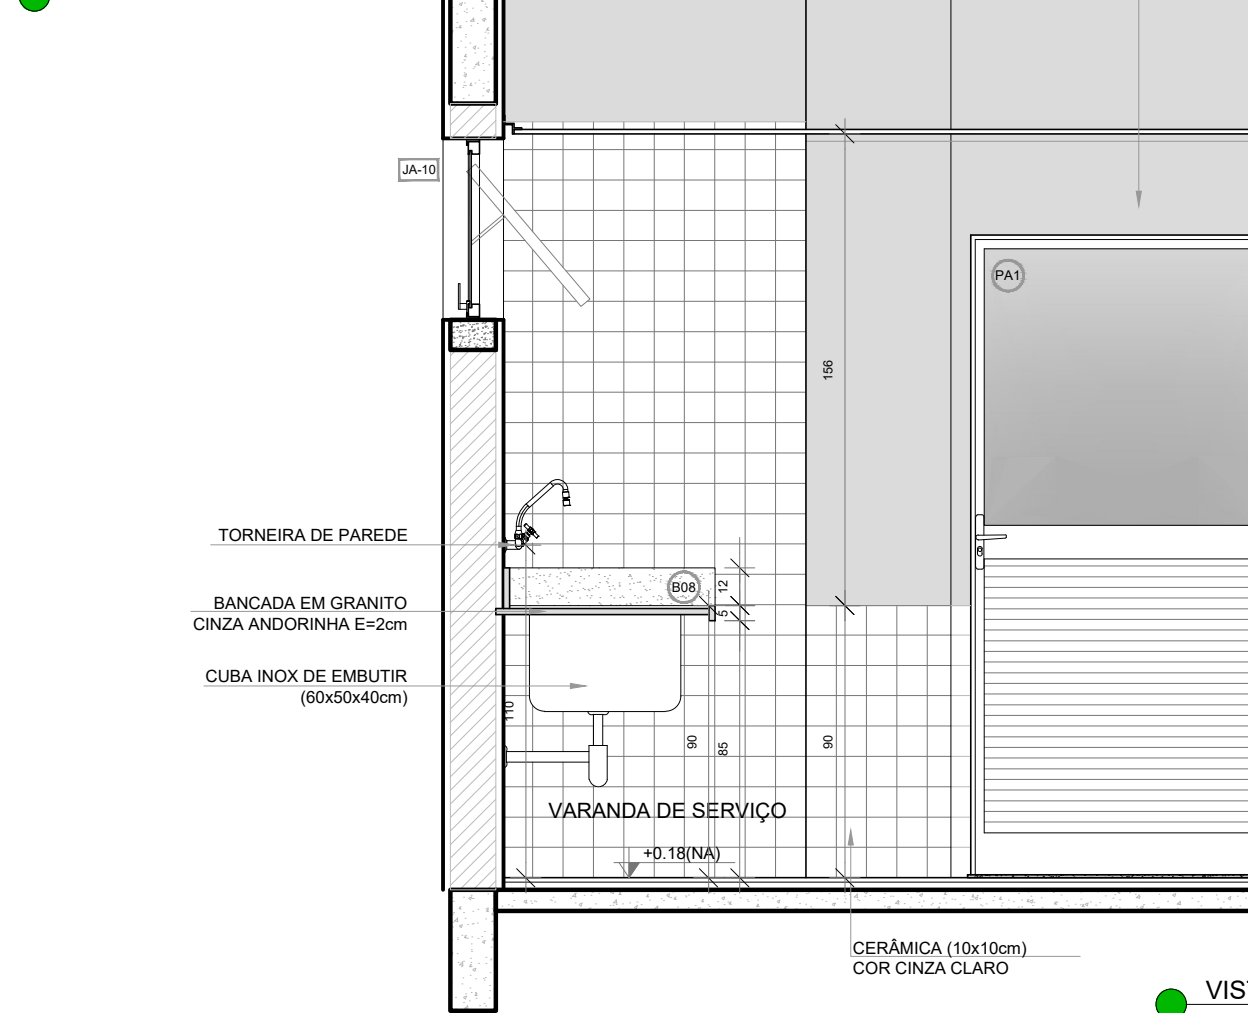 JA-10
PA1
156
TORNEIRA DE PAREDE
B08
12
5
BANCADA EM GRANITO
CINZA ANDORINHA E=2cm
CUBA INOX DE EMBUTIR
(60x50x40cm)
110
90
85
90
VARANDA DE SERVIÇO
+0.18(NA)
CERÂMICA (10x10cm)
COR CINZA CLARO